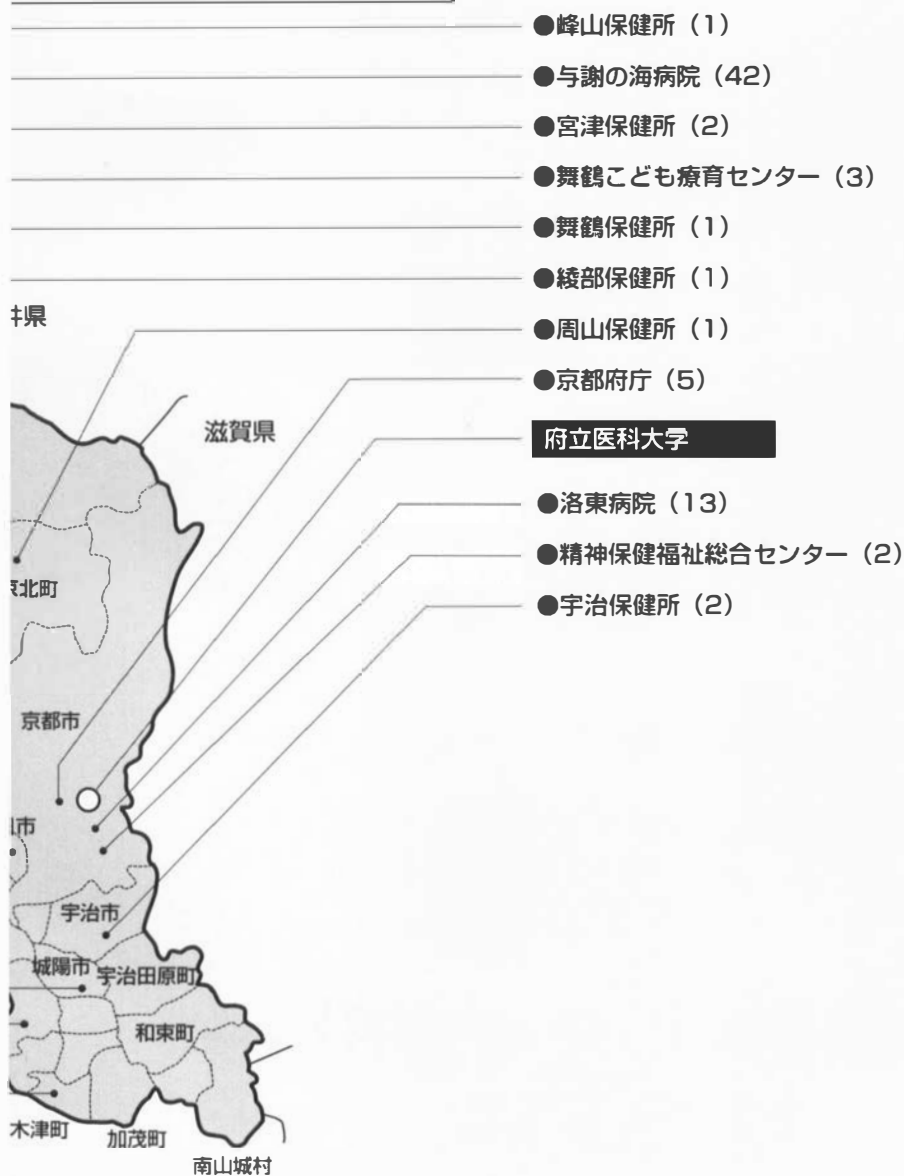 ●峰山保健所（1）
●与謝の海病院（42）
●宮津保健所（2）
●舞鶴こども療育センター（3）
●舞鶴保健所（1）
●綾部保健所（1）
井県
●周山保健所（1）
●京都府庁（5）
滋賀県
府立医科大学
●洛東病院（13）
●精神保健福祉総合センター（2）
京北町
●宇治保健所（2）
京都市
市
宇治市
城陽市
宇治田原町
和束町
木津町
加茂町
南山城村